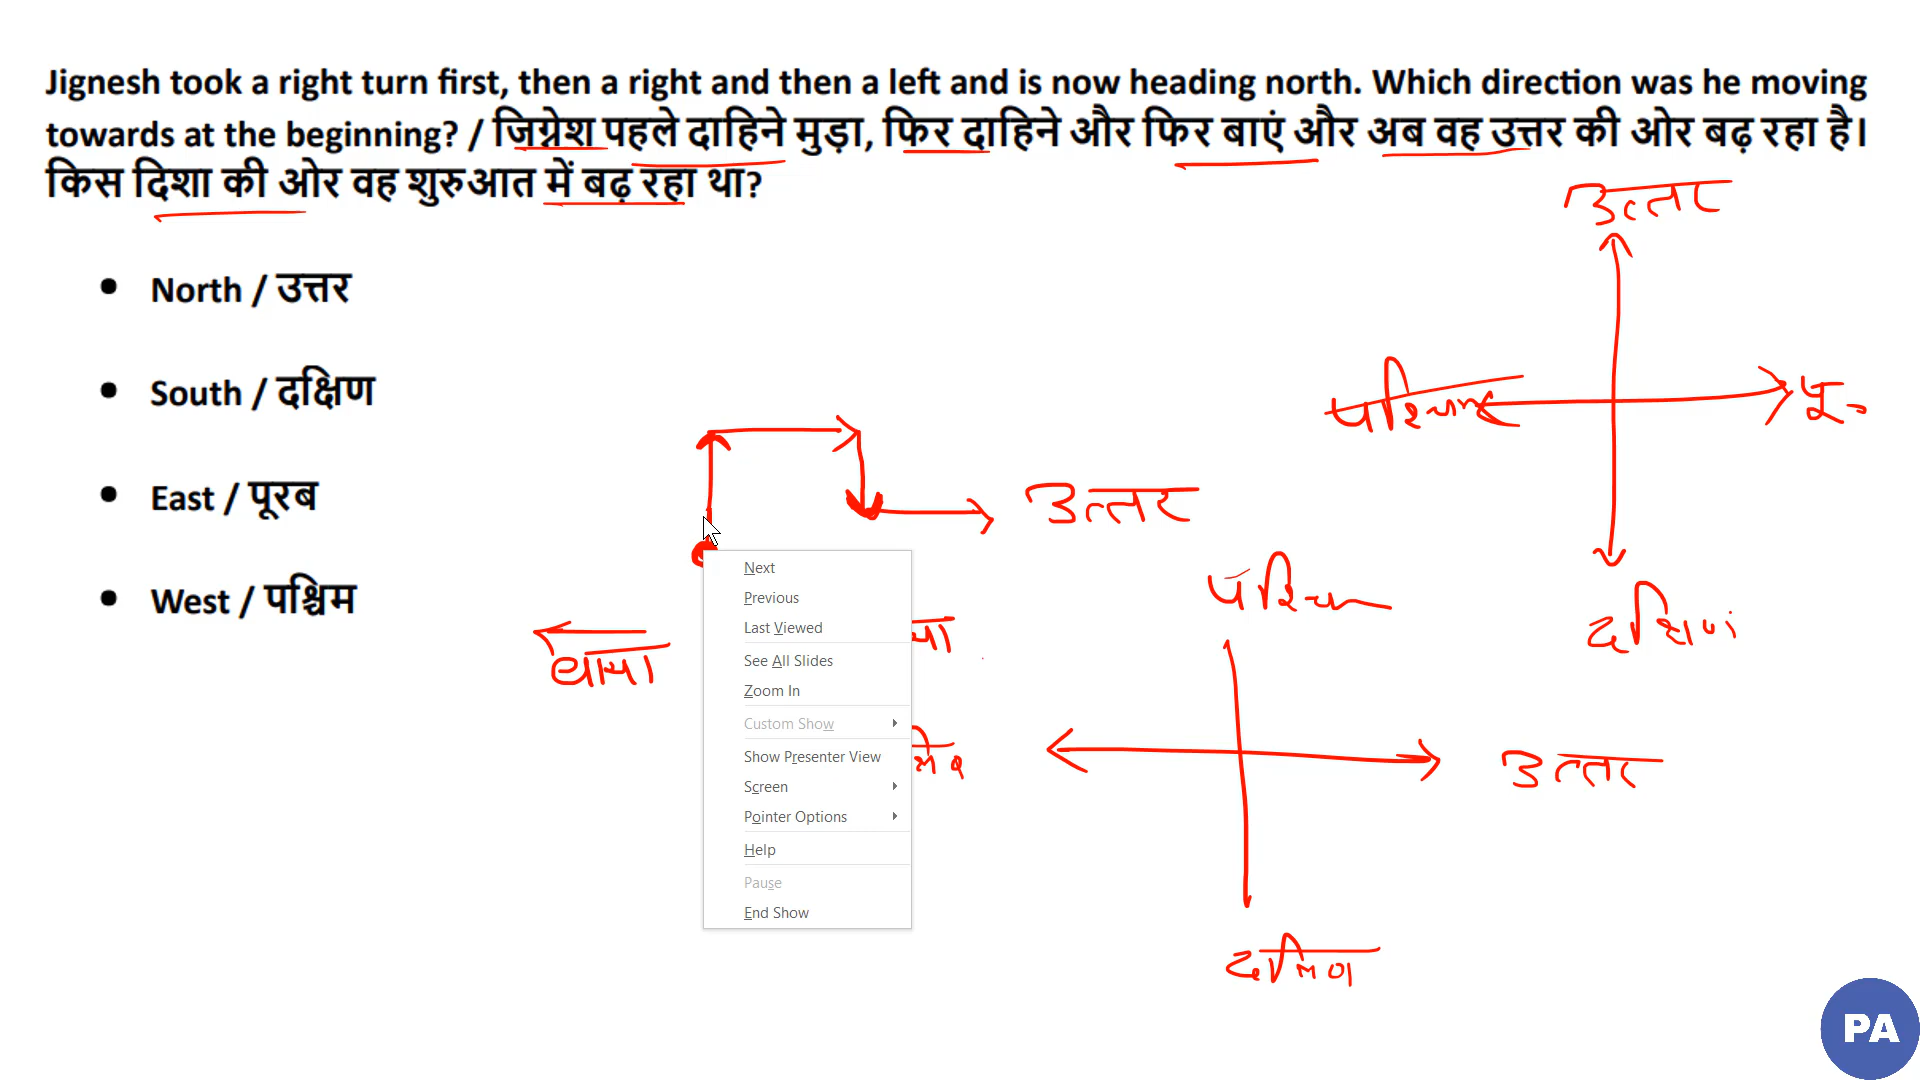 Jignesh took a right turn first, then a right and then a left and is now heading north. Which direction was he moving
towards at the beginning? / जिग्नेश पहले दाहिने मुड़ा, फिर दाहिने और फिर बाएं और अब वह उत्तर की ओर बढ़ रहा है।
किस दिशा की ओर वह शुरुआत में बढ़ रहा था?
उत्तर
• North / उत्तर
• South / दक्षिण
• East / पूरब
• West / पश्चिम
उत्तर
Next
Previous
Last Viewed
See All Slides
Zoom In
Custom Show
Show Presenter View
Screen
Pointer Options
Help
Pause
End Show
उत्तर
PA